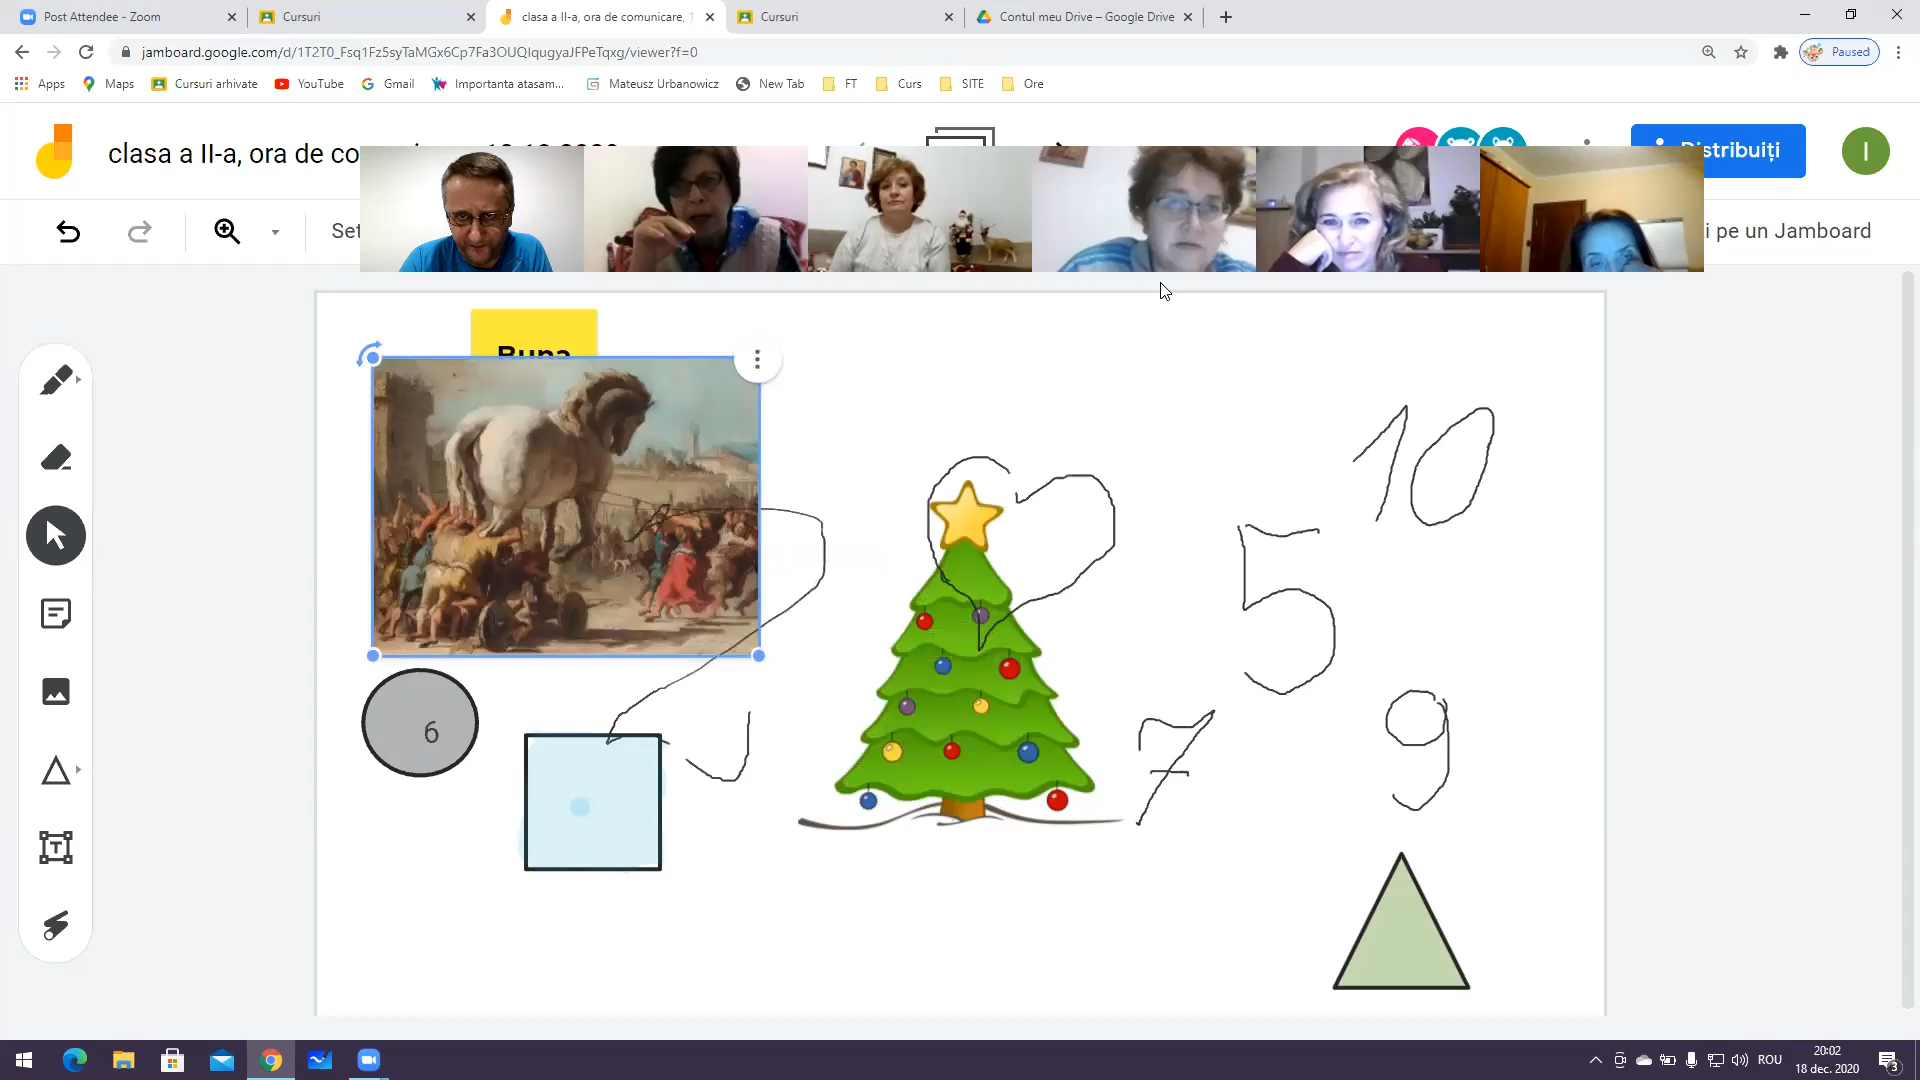 Post Attendee - Zoom
Cursuri
clasa a II-a, ora de comunicare,
Cursuri
Contul meu Drive – Google Drive
jamboard.google.com/d/1T2T0_Fsq1Fz5syTaMGx6Cp7Fa3OUQIqugyaJFPeTqxg/viewer?f=0
Paused
Apps
Maps
Cursuri arhivate
YouTube
Gmail
Importanta atasam...
Mateusz Urbanowicz
New Tab
FT
Curs
SITE
Ore
clasa a II-a, ora de co
istribuiți
I
Set
i pe un Jamboard
Buna
10
5
6
7
9
T
ROU
20:02
18 dec. 2020
3